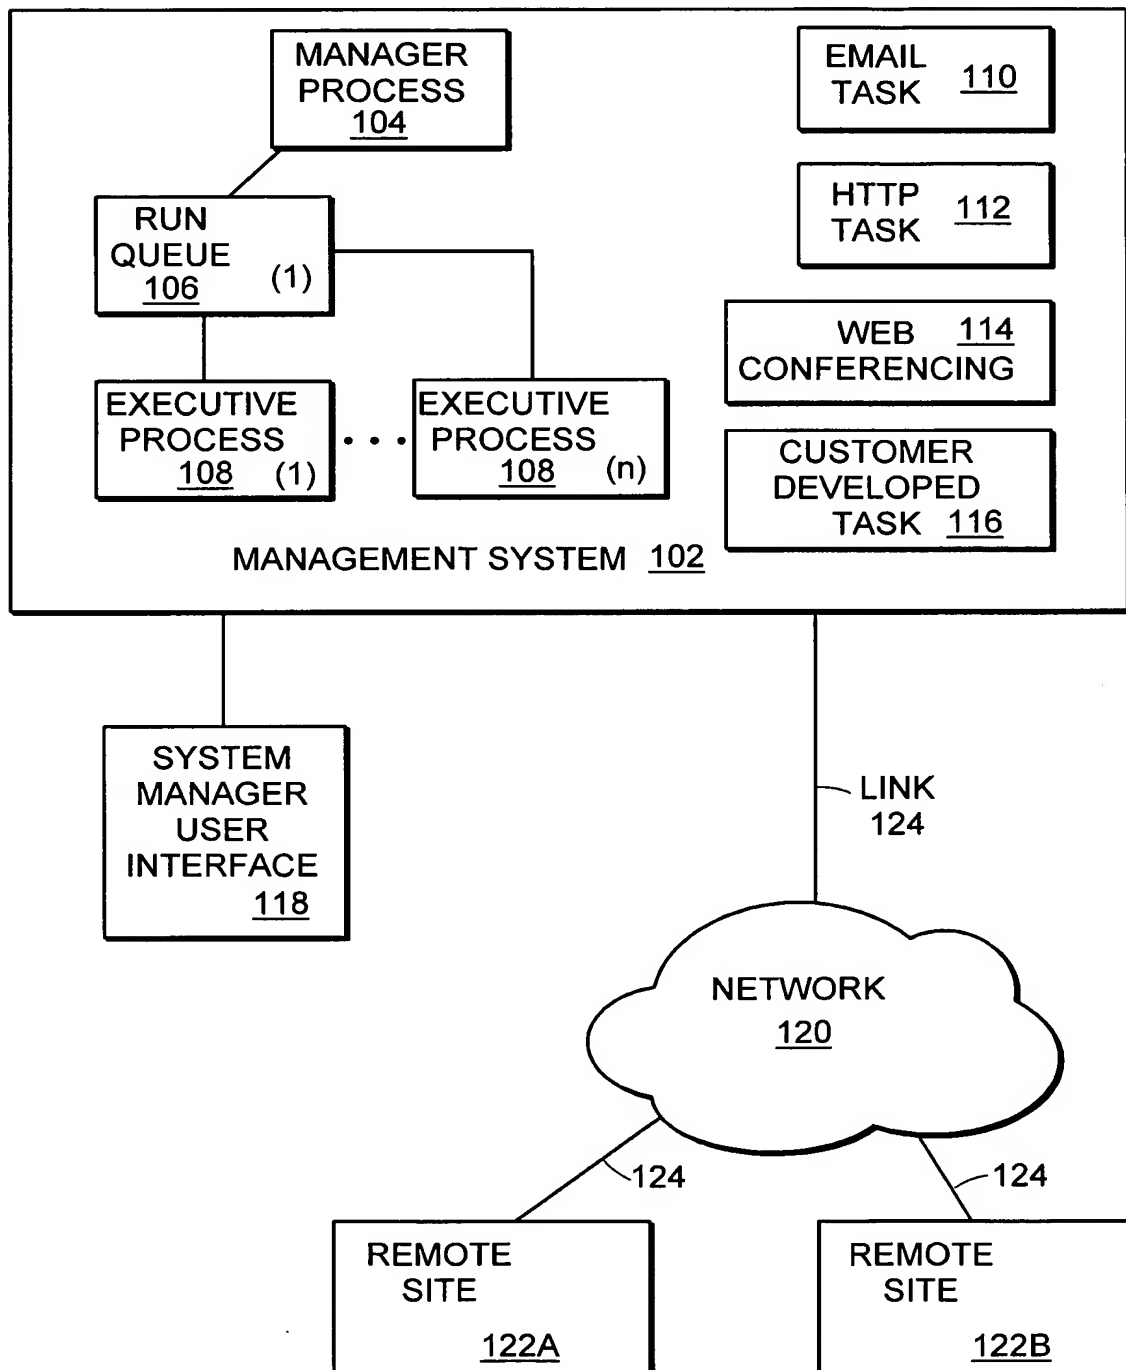 MANAGER
PROCESS
104
EMAIL
TASK 110
HTTP
TASK 112
RUN
QUEUE
106 (1)
WEB 114
CONFERENCING
EXECUTIVE
PROCESS
108 (1)
• • •
EXECUTIVE
PROCESS
108 (n)
CUSTOMER
DEVELOPED
TASK 116
MANAGEMENT SYSTEM 102
SYSTEM
MANAGER
USER
INTERFACE
118
LINK
124
NETWORK
120
124
124
REMOTE
SITE
122A
REMOTE
SITE
122B